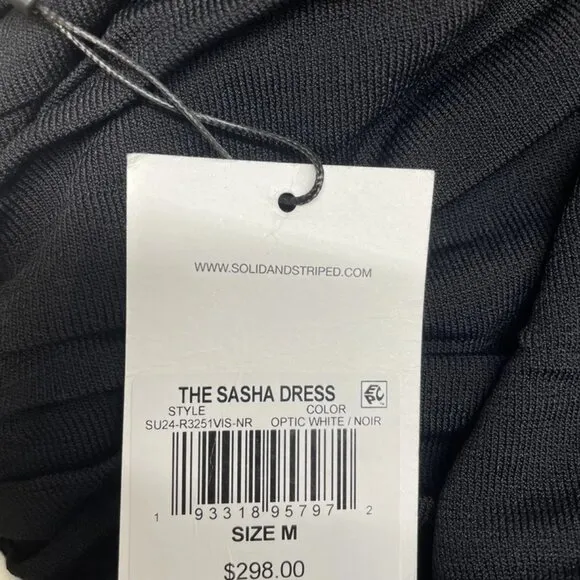 WWW.SOLIDANDSTRIPED.COM
THE SASHA DRESS
STYLE COLOR
SU24-R3251VIS-NR OPTIC WHITE / NOIR
1 93318 95797 2
SIZE M
$298.00